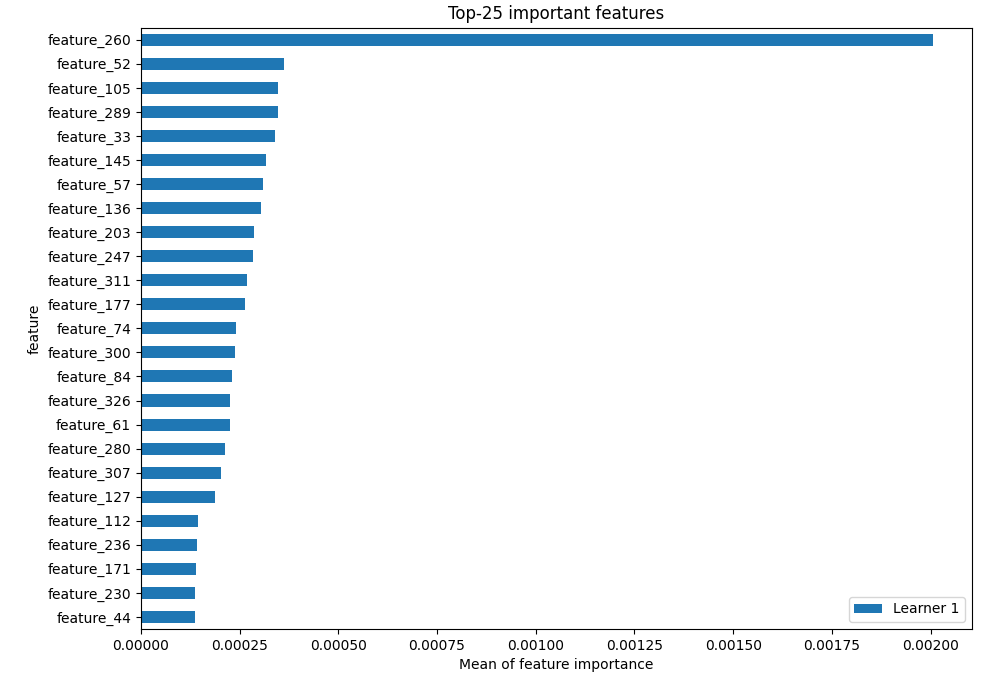 Top-25 important features
feature_260
feature_52
feature_105
feature_289
feature_33
feature_145
feature_57
feature_136
feature_203
feature_247
feature_311
feature_177
feature_74
feature_300
feature_84
feature_326
feature_61
feature_280
feature_307
feature_127
feature_112
feature_236
feature_171
feature_230
feature_44
feature
Learner 1
0.00000 0.00025 0.00050 0.00075 0.00100 0.00125 0.00150 0.00175 0.00200
Mean of feature importance